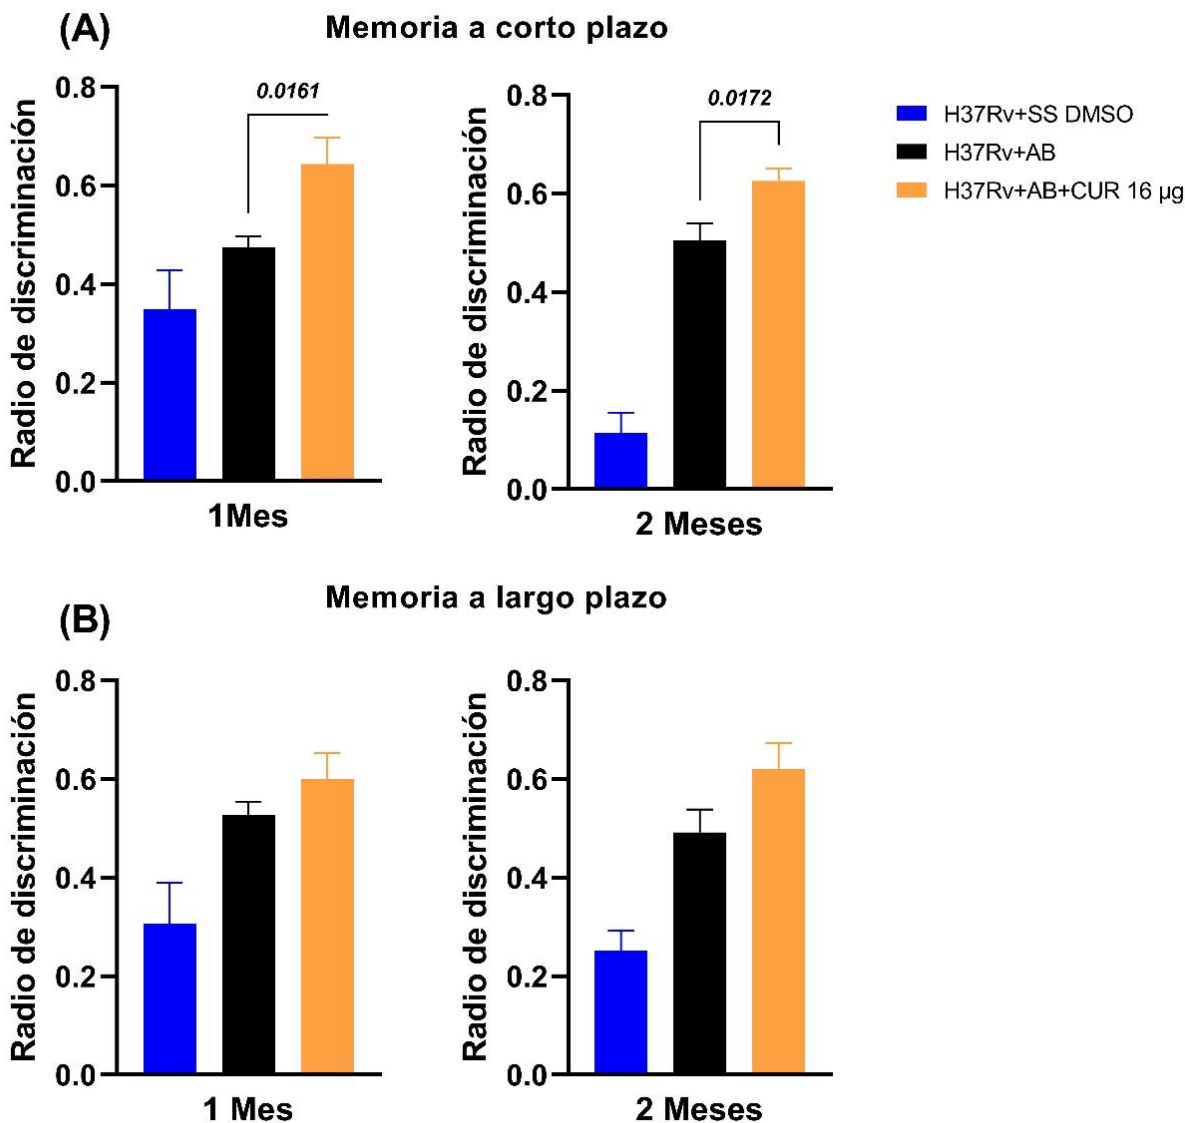 (A)
Memoria a corto plazo
Radio de discriminación
0.8
0.6
0.4
0.2
0.0
0.0161
1Mes
Radio de discriminación
0.8
0.6
0.4
0.2
0.0
0.0172
2 Meses
H37Rv+SS DMSO
H37Rv+AB
H37Rv+AB+CUR 16 µg
(B)
Memoria a largo plazo
Radio de discriminación
0.8
0.6
0.4
0.2
0.0
1 Mes
Radio de discriminación
0.8
0.6
0.4
0.2
0.0
2 Meses